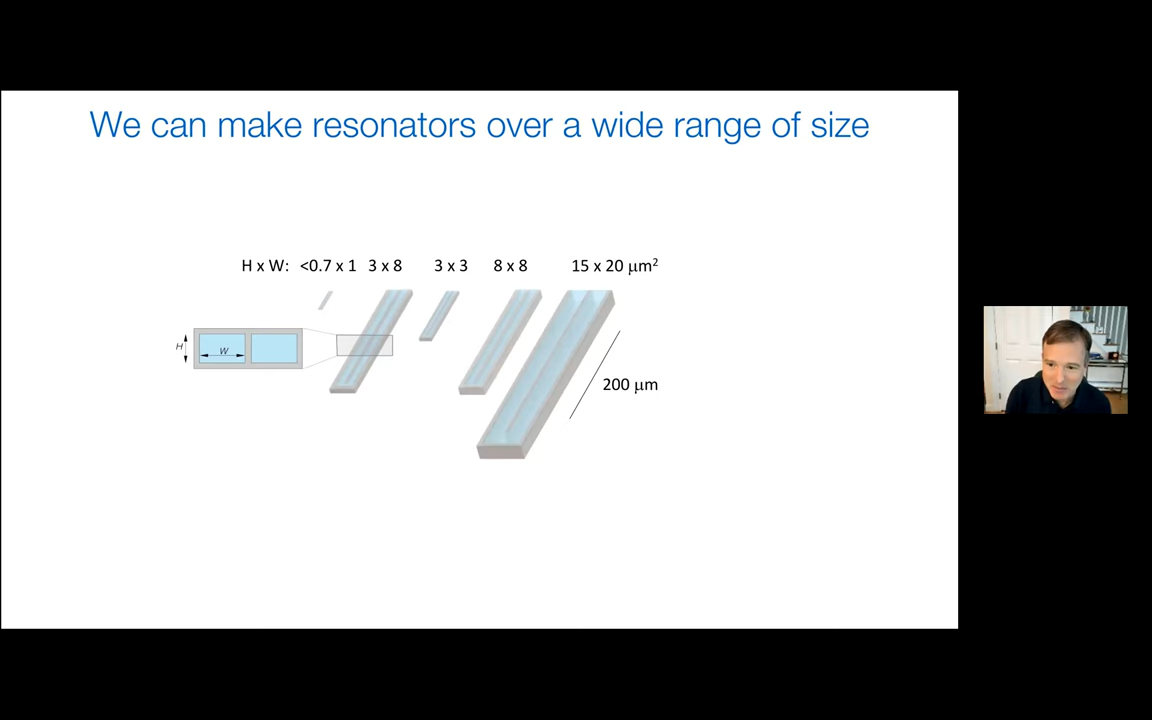 We can make resonators over a wide range of size
H x W: <0.7 x 1 3 x 8 3 x 3 8 x 8 15 x 20 μm²
H
W
200 μm